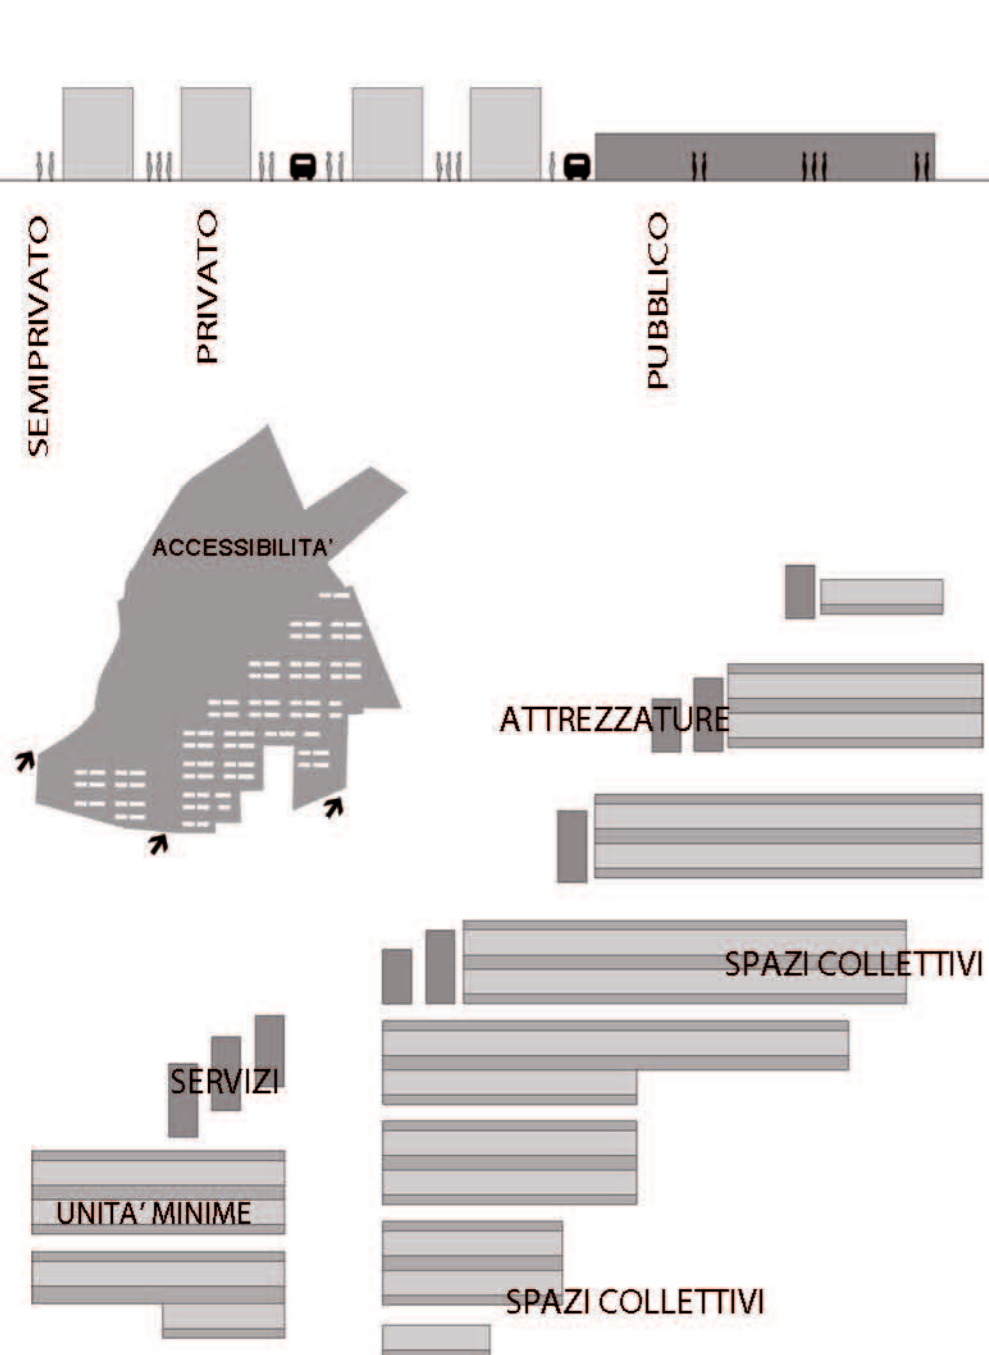 SEMIPRIVATO
PRIVATO
PUBBLICO
ACCESSIBILITA'
ATTREZZATURE
SPAZI COLLETTIVI
SERVIZI
UNITA' MINIME
SPAZI COLLETTIVI